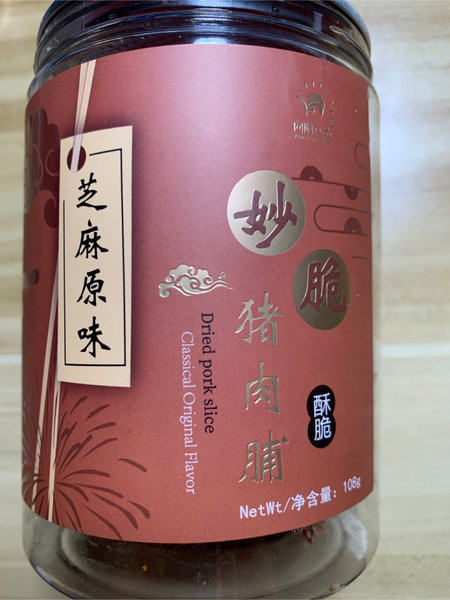 芝麻原味
妙脆
猪肉脯
酥脆
Dried pork slice
Classical Original Flavor
NetWt/净含量: 108g